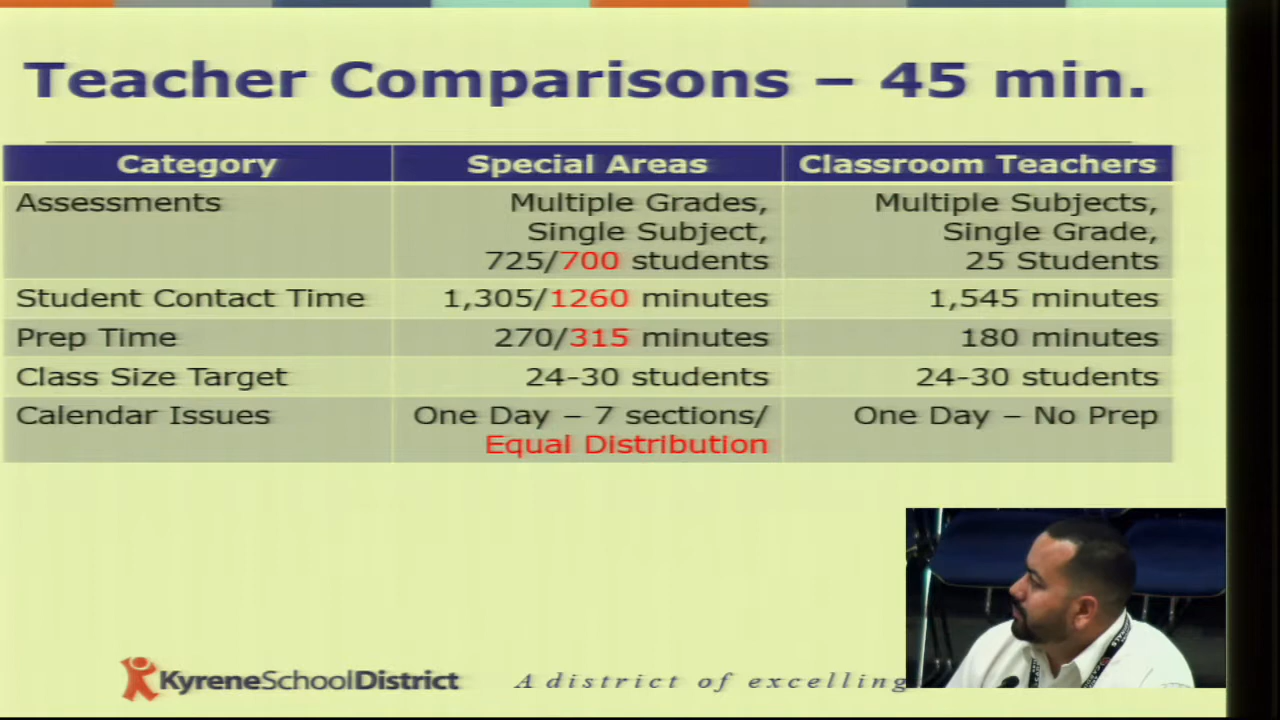 Teacher Comparisons – 45 min.
Category Special Areas Classroom Teachers
Assessments Multiple Grades, Multiple Subjects,
Single Subject, Single Grade,
725/700 students 25 Students
Student Contact Time 1,305/1260 minutes 1,545 minutes
Prep Time 270/315 minutes 180 minutes
Class Size Target 24-30 students 24-30 students
Calendar Issues One Day – 7 sections/ One Day – No Prep
Equal Distribution
KyreneSchoolDistrict A district of excelling